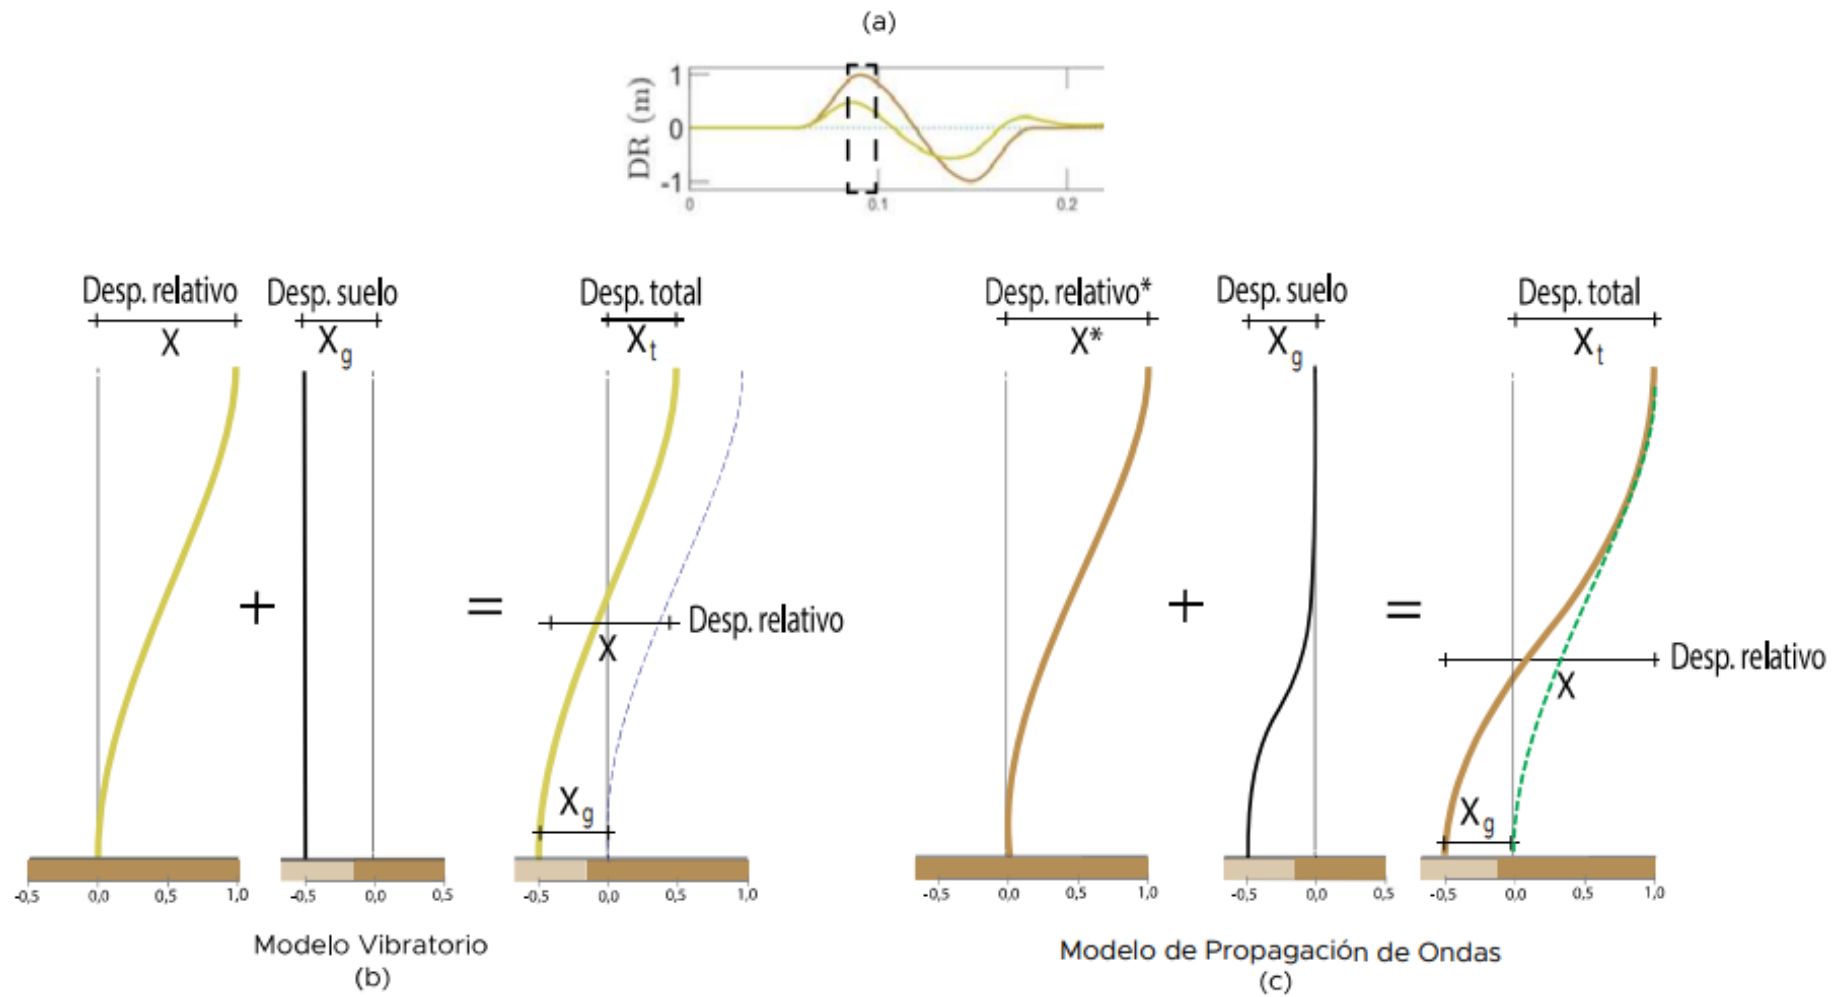 (a)
DR (m)
1
0
-1
0
0.1
0.2
Desp. relativo
X
Desp. suelo
Xg
Desp. total
Xt
+
=
Desp. relativo
X
Xg
-0,5 0,0 0,5 1,0
-0,5 0,0 0,5
-0,5 0,0 0,5 1,0
Modelo Vibratorio
(b)
Desp. relativo*
X*
Desp. suelo
Xg
Desp. total
Xt
+
=
Desp. relativo
X
Xg
-0,5 0,0 0,5 1,0
-0,5 0,0 0,5
-0,5 0,0 0,5 1,0
Modelo de Propagación de Ondas
(c)